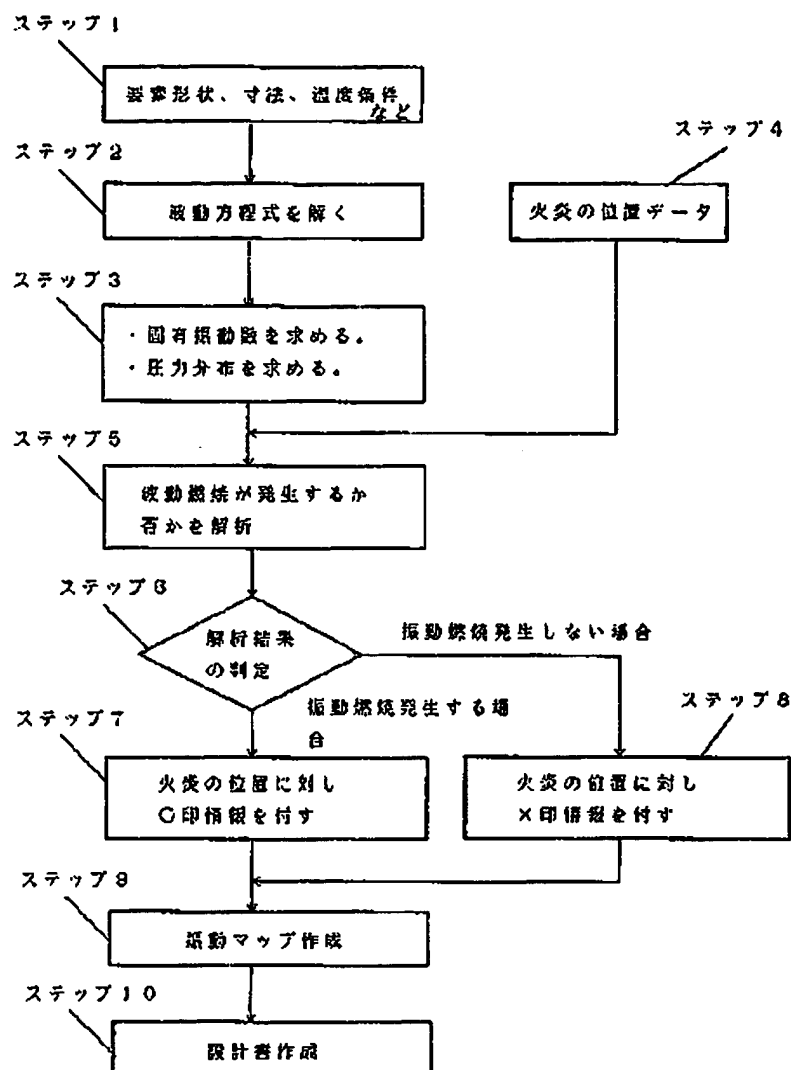 ステップ1
要素形状、寸法、温度条件
など
ステップ2
波動方程式を解く
ステップ4
火炎の位置データ
ステップ3
・固有振動数を求める。
・圧力分布を求める。
ステップ5
波動燃焼が発生するか
否かを解析
ステップ6
解析結果
の判定
振動燃焼発生しない場合
振動燃焼発生する場
合
ステップ7
火炎の位置に対し
○印情報を付す
ステップ8
火炎の位置に対し
×印情報を付す
ステップ9
振動マップ作成
ステップ10
設計書作成